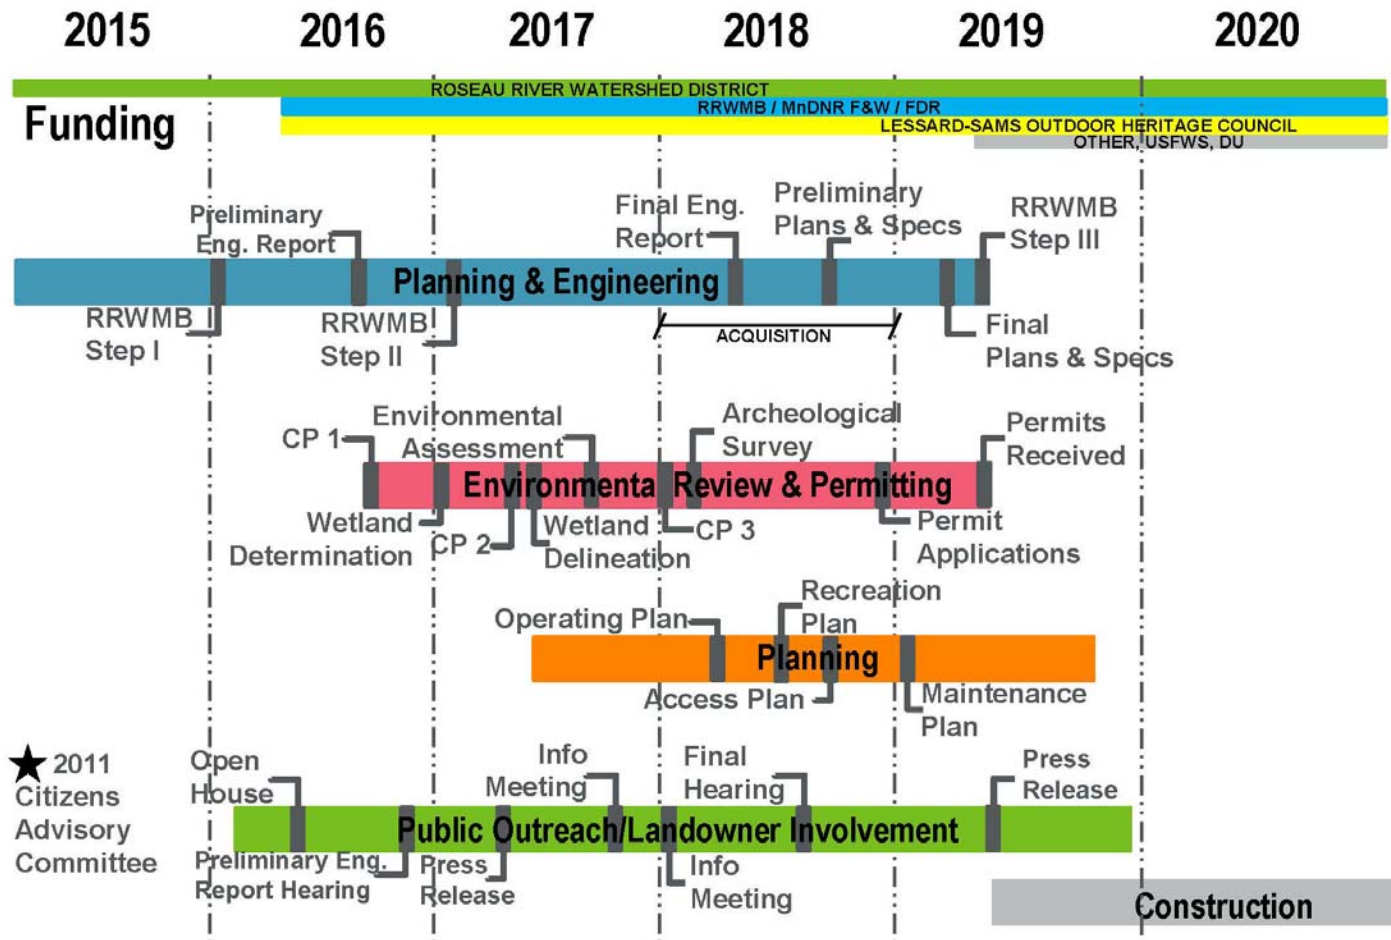 2015 2016 2017 2018 2019 2020
ROSEAU RIVER WATERSHED DISTRICT
RRWMB / MnDNR F&W / FDR
LESSARD-SAMS OUTDOOR HERITAGE COUNCIL
OTHER, USFWS, DU
Funding
Preliminary
Eng. Report
Final Eng.
Report
Preliminary
Plans & Specs
RRWMB
Step III
Planning & Engineering
RRWMB
Step I
RRWMB
Step II
ACQUISITION
Final
Plans & Specs
CP 1
Environmental
Assessment
Archeological
Survey
Permits
Received
Environmenta Review & Permitting
Wetland
Determination
CP 2
Wetland
Delineation
CP 3
Permit
Applications
Operating Plan
Recreation
Plan
Planning
Access Plan
Maintenance
Plan
2011
Citizens
Advisory
Committee
Open
House
Info
Meeting
Final
Hearing
Press
Release
Public Outreach/Landowner Involvement
Preliminary Eng.
Report Hearing
Press
Release
Info
Meeting
Construction